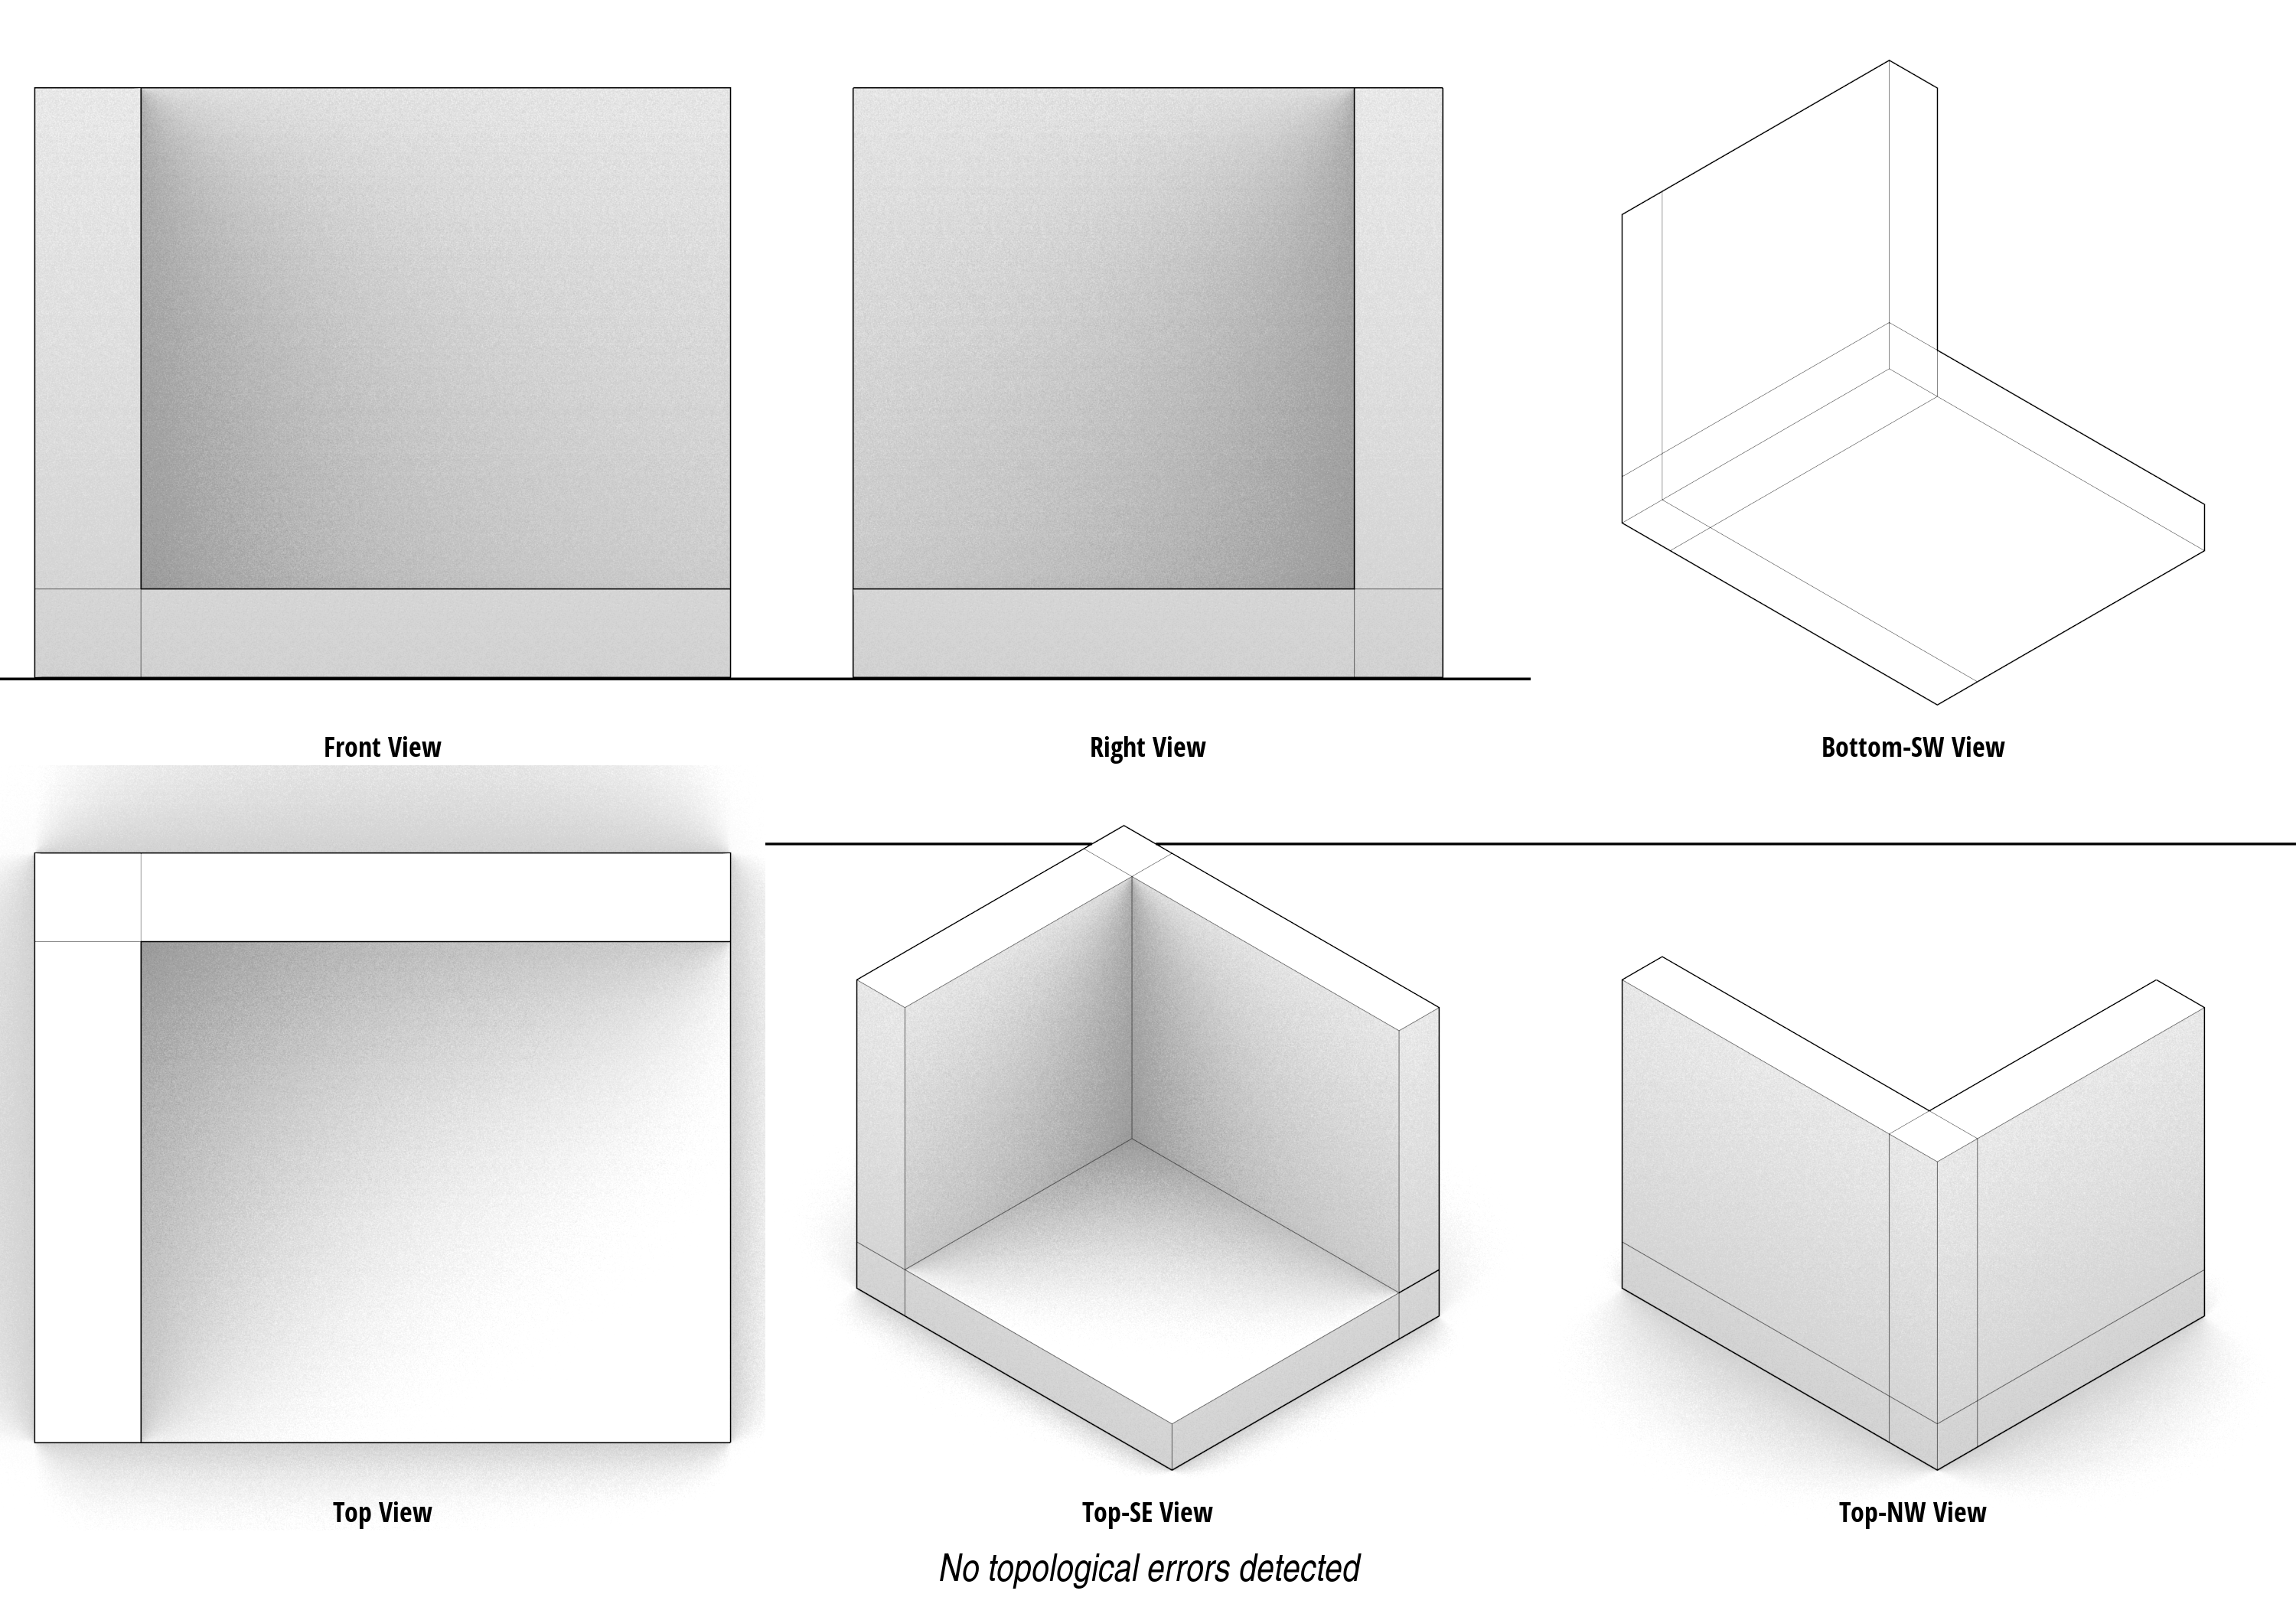 Front View
Right View
Bottom-SW View
Top View
Top-SE View
Top-NW View
No topological errors detected